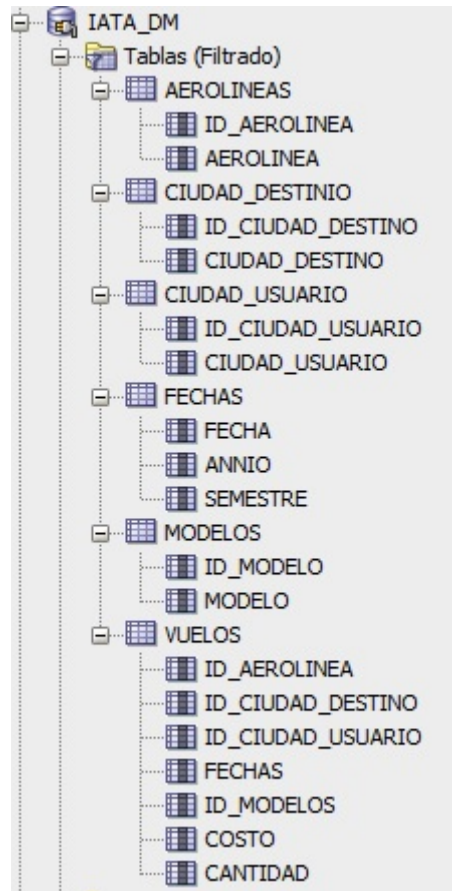 IATA_DM
Tablas (Filtrado)
AEROLINEAS
ID_AEROLINEA
AEROLINEA
CIUDAD_DESTINIO
ID_CIUDAD_DESTINO
CIUDAD_DESTINO
CIUDAD_USUARIO
ID_CIUDAD_USUARIO
CIUDAD_USUARIO
FECHAS
FECHA
ANNIO
SEMESTRE
MODELOS
ID_MODELO
MODELO
VUELOS
ID_AEROLINEA
ID_CIUDAD_DESTINO
ID_CIUDAD_USUARIO
FECHAS
ID_MODELOS
COSTO
CANTIDAD